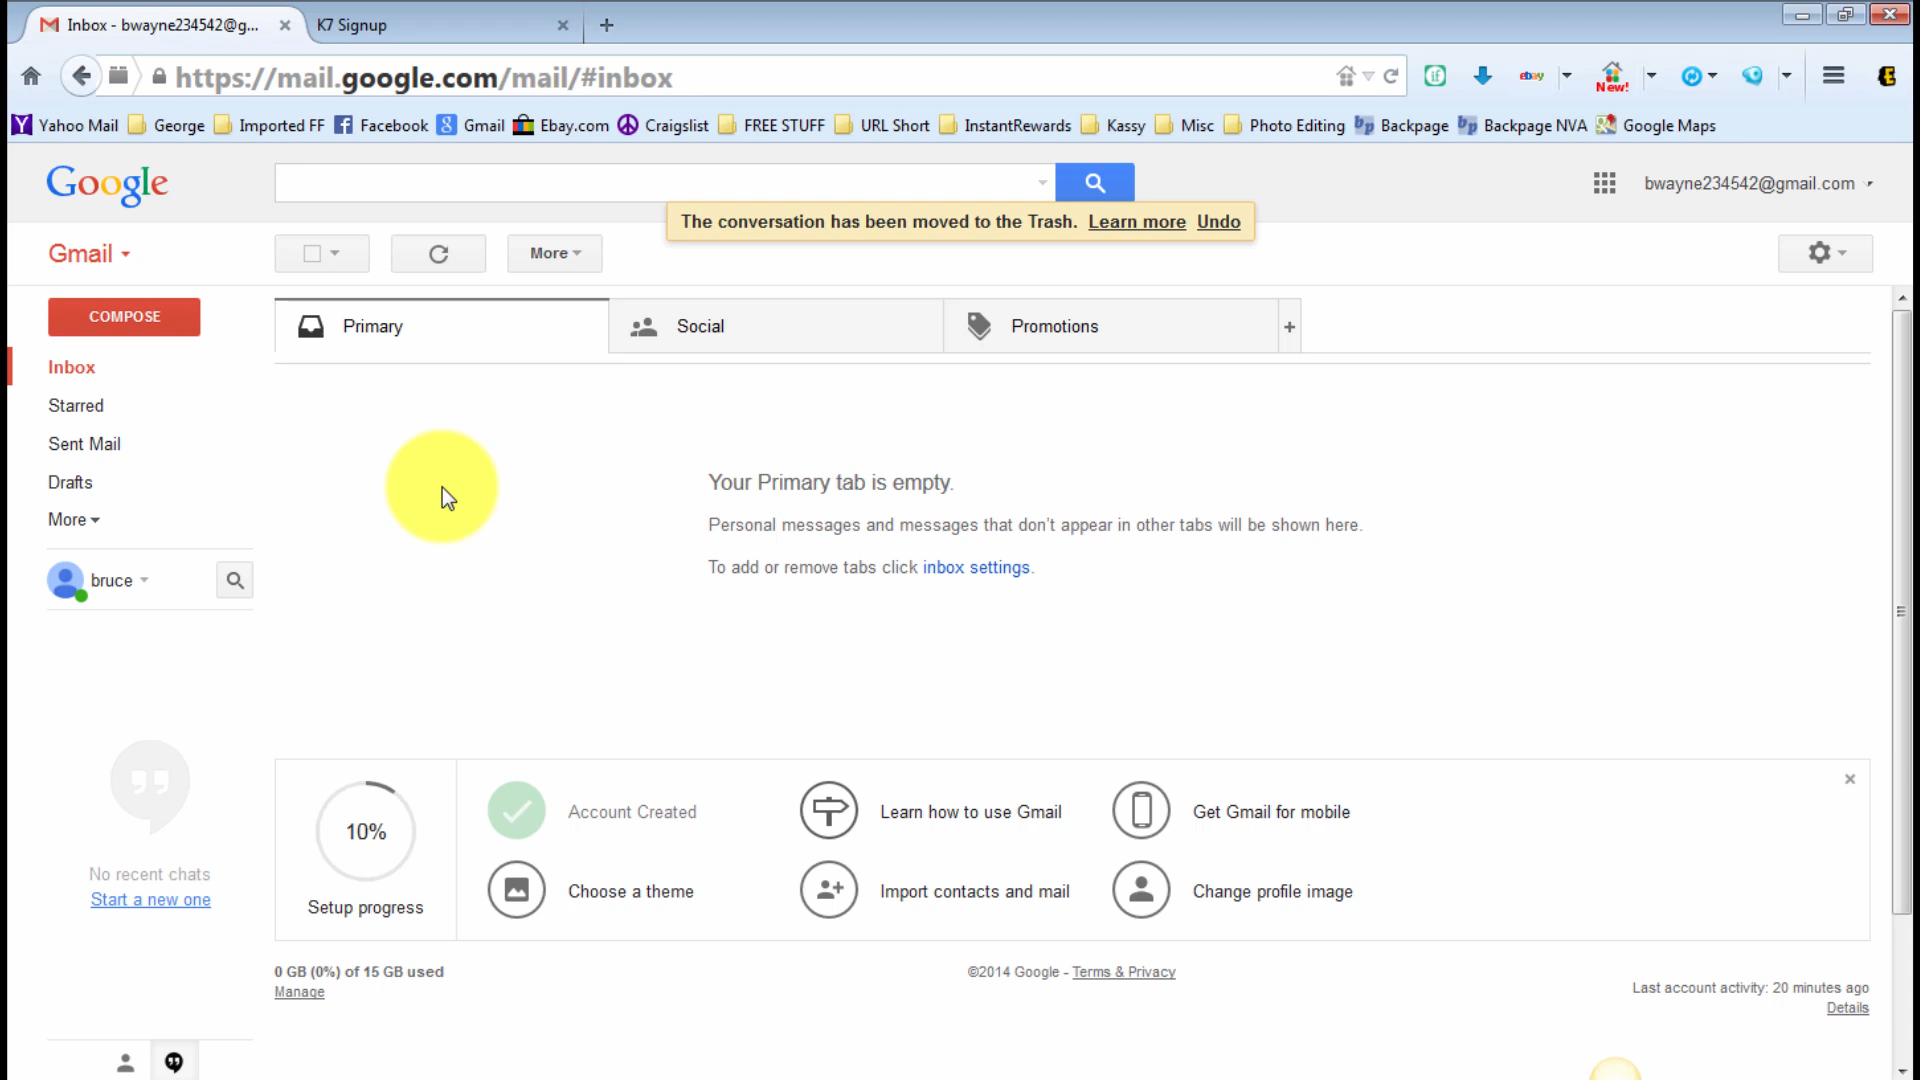 Inbox - bwayne234542@g...
K7 Signup
https://mail.google.com/mail/#inbox
if
ebay
New!
Yahoo Mail George Imported FF Facebook Gmail Ebay.com Craigslist FREE STUFF URL Short InstantRewards Kassy Misc Photo Editing Backpage Backpage NVA Google Maps
Google
bwayne234542@gmail.com
The conversation has been moved to the Trash. Learn more Undo
Gmail
More
COMPOSE
Primary
Social
Promotions
+
Inbox
Starred
Sent Mail
Drafts
More
bruce
Your Primary tab is empty.
Personal messages and messages that don't appear in other tabs will be shown here.
To add or remove tabs click inbox settings.
No recent chats
Start a new one
10%
Setup progress
Account Created
Learn how to use Gmail
Get Gmail for mobile
Choose a theme
Import contacts and mail
Change profile image
0 GB (0%) of 15 GB used
Manage
©2014 Google - Terms & Privacy
Last account activity: 20 minutes ago
Details